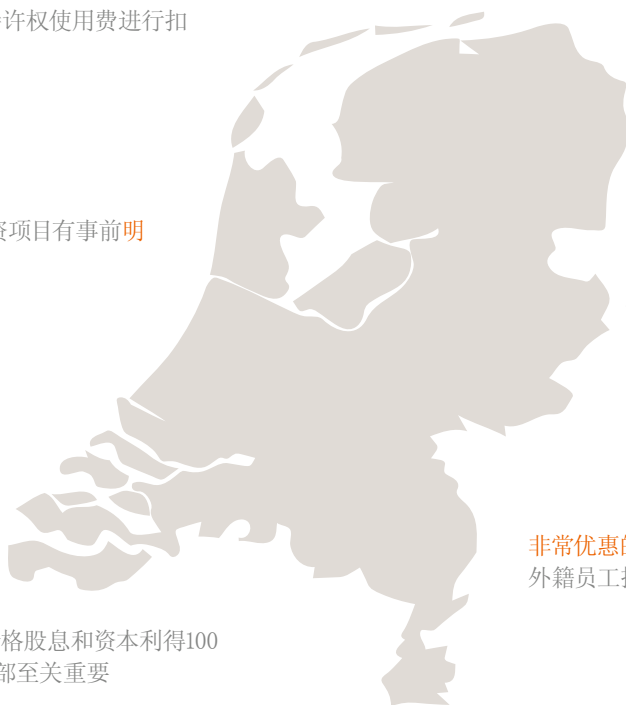 许权使用费进行扣
项目有事前明
非常优惠的
外籍员工
格股息和资本利得100
部至关重要